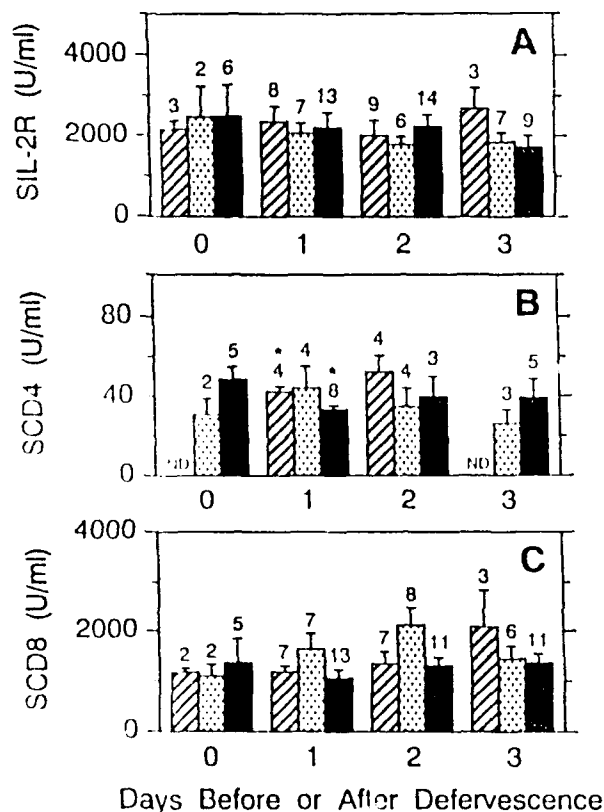 A
4000
2000
0
SIL-2R (U/ml)
3 2 6 8 7 13 9 6 14 3 7 9
0 1 2 3
B
80
40
0
SCD4 (U/ml)
* *
ND 2 5 4 4 8 4 4 3 ND 3 5
0 1 2 3
C
4000
2000
0
SCD8 (U/ml)
2 2 5 7 7 13 7 8 11 3 6 11
0 1 2 3
Days Before or After Defervescence